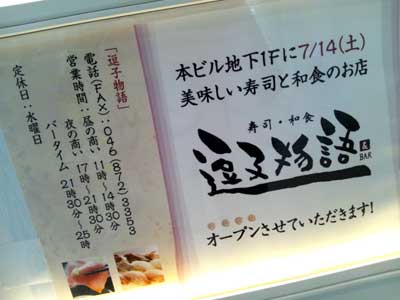 本ビル地下1Fに7/14(土)
美味しい寿司と和食のお店
寿司・和食
逗子物語
& BAR
オープンさせていただきます!
「逗子物語」
電話(FAX):046(872)3353
営業時間:昼の商い 11時〜14時30分
夜の商い 17時〜21時30分
バータイム 21時30分〜25時
定休日:水曜日